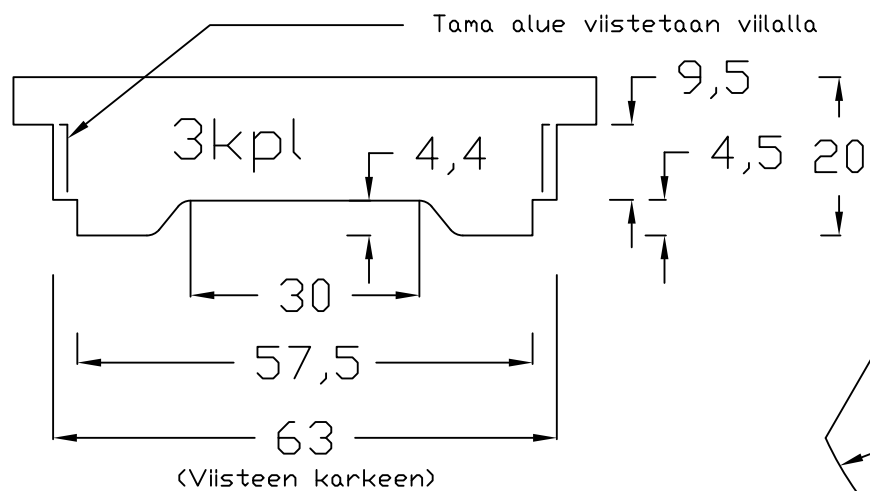 Tama alue viistetaan viilalla
9,5
3kpl
4,4
4,5
20
30
57,5
63
(Viisteen karkeen)